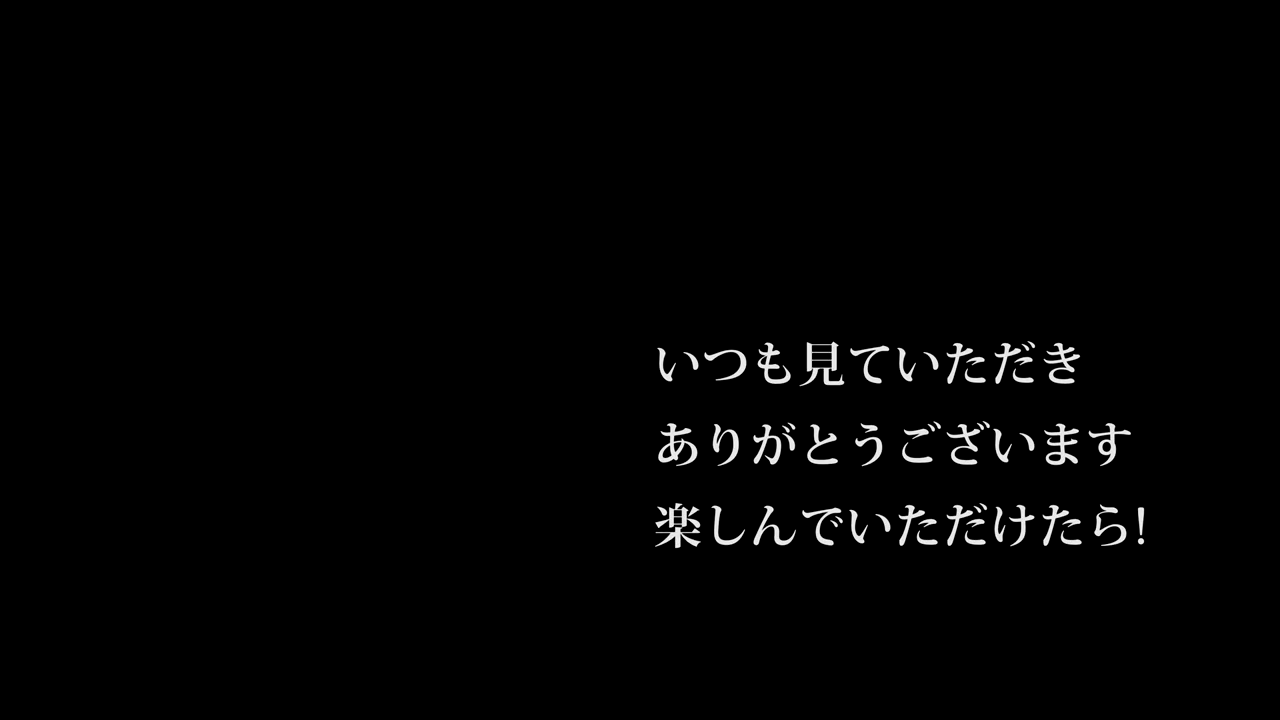 いつも見ていただき
ありがとうございます
楽しんでいただけたら!